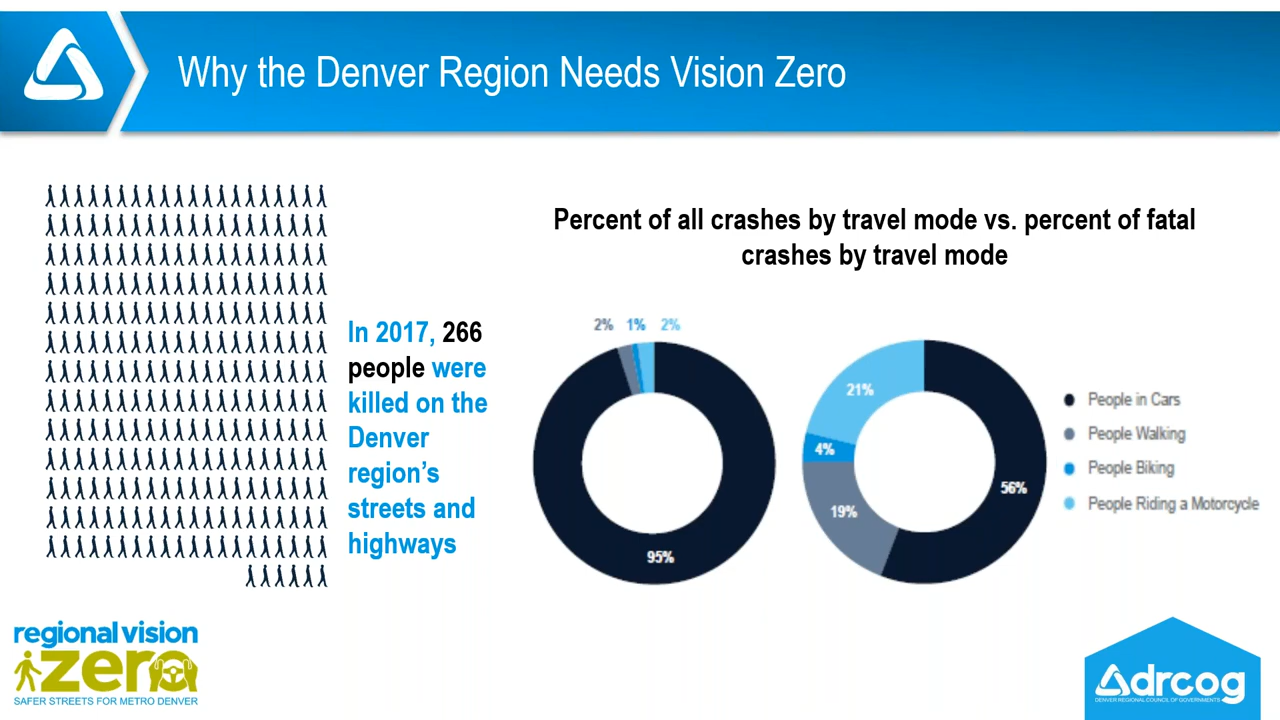 Why the Denver Region Needs Vision Zero
Percent of all crashes by travel mode vs. percent of fatal
crashes by travel mode
In 2017, 266
people were
killed on the
Denver
region’s
streets and
highways
2% 1% 2%
95%
21%
4%
19%
56%
People in Cars
People Walking
People Biking
People Riding a Motorcycle
regional vision
zero
SAFER STREETS FOR METRO DENVER
drcog
DENVER REGIONAL COUNCIL OF GOVERNMENTS